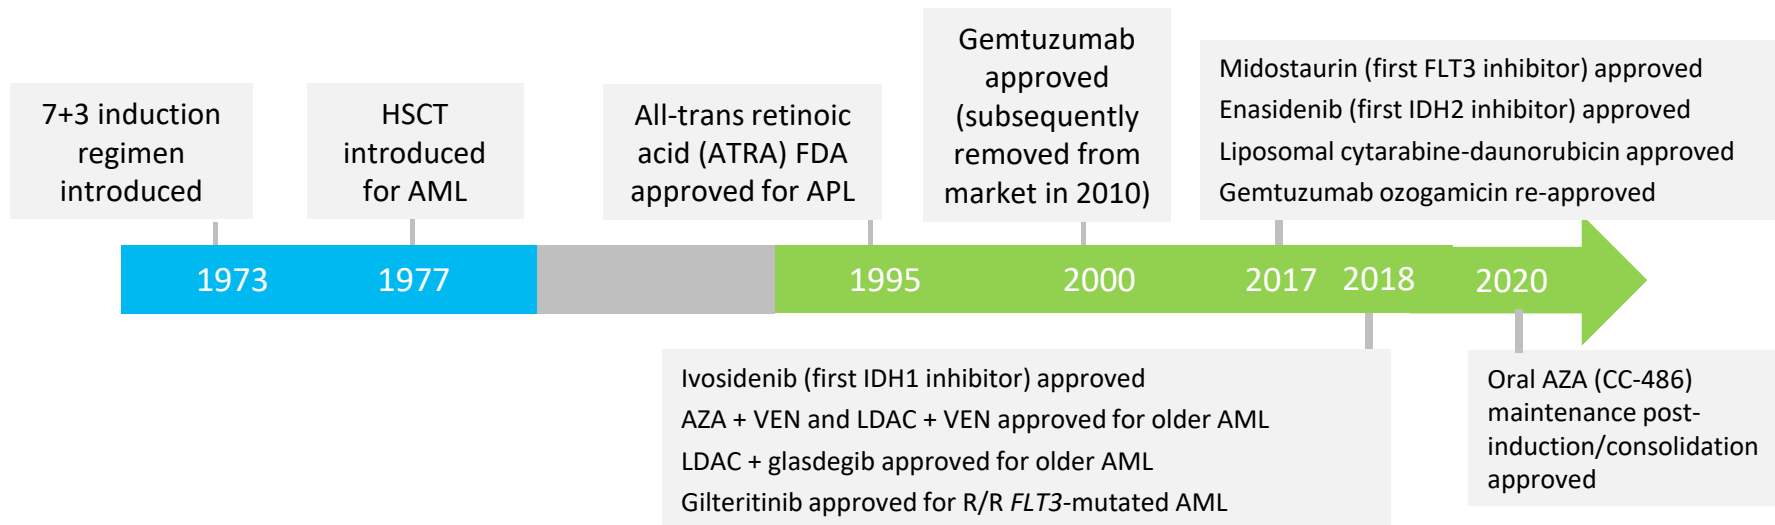 7+3 induction
regimen
introduced
HSCT
introduced
for AML
All-trans retinoic
acid (ATRA) FDA
approved for APL
Gemtuzumab
approved
(subsequently
removed from
market in 2010)
Midostaurin (first FLT3 inhibitor) approved
Enasidenib (first IDH2 inhibitor) approved
Liposomal cytarabine-daunorubicin approved
Gemtuzumab ozogamicin re-approved
1973
1977
1995
2000
2017
2018
2020
Ivosidenib (first IDH1 inhibitor) approved
AZA + VEN and LDAC + VEN approved for older AML
LDAC + glasdegib approved for older AML
Gilteritinib approved for R/R FLT3-mutated AML
Oral AZA (CC-486)
maintenance post-
induction/consolidation
approved